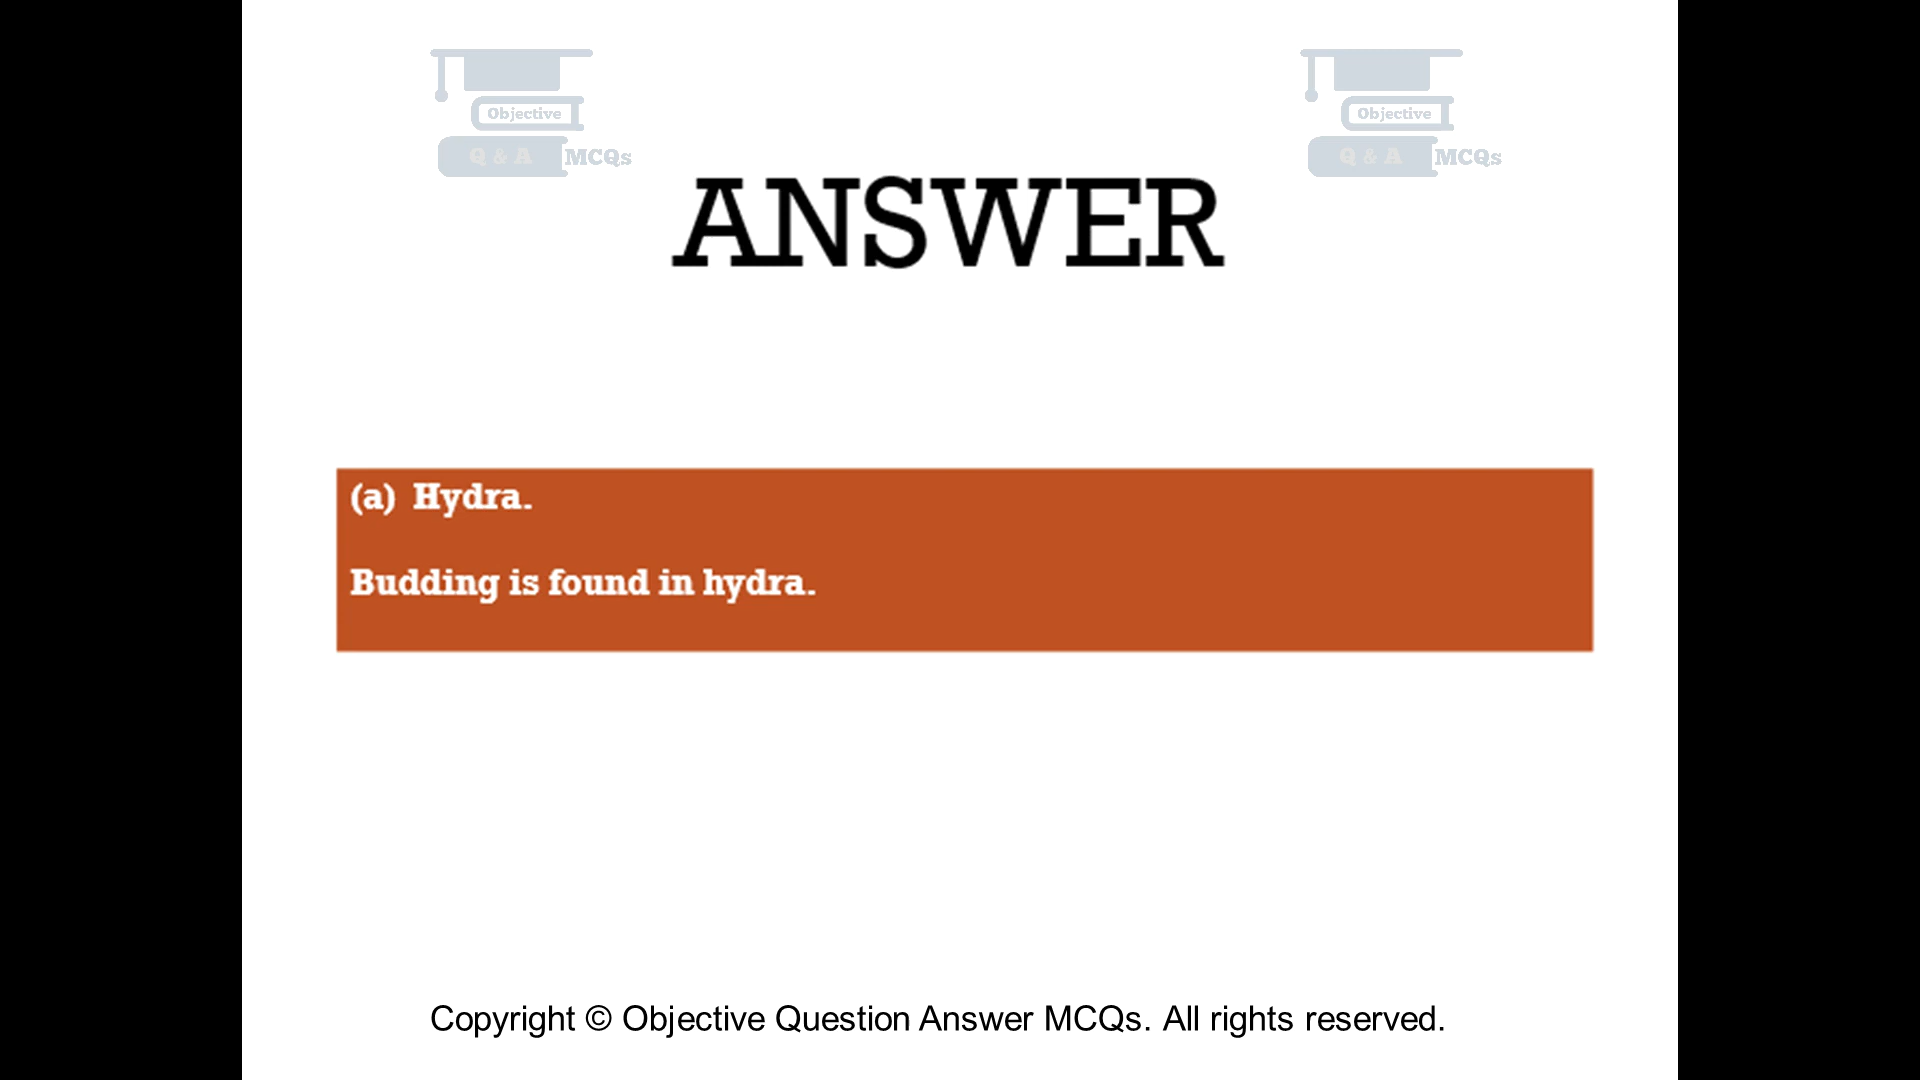 Objective
Q & A MCQs
Objective
Q & A MCQs
ANSWER
(a) Hydra.
Budding is found in hydra.
Copyright © Objective Question Answer MCQs. All rights reserved.